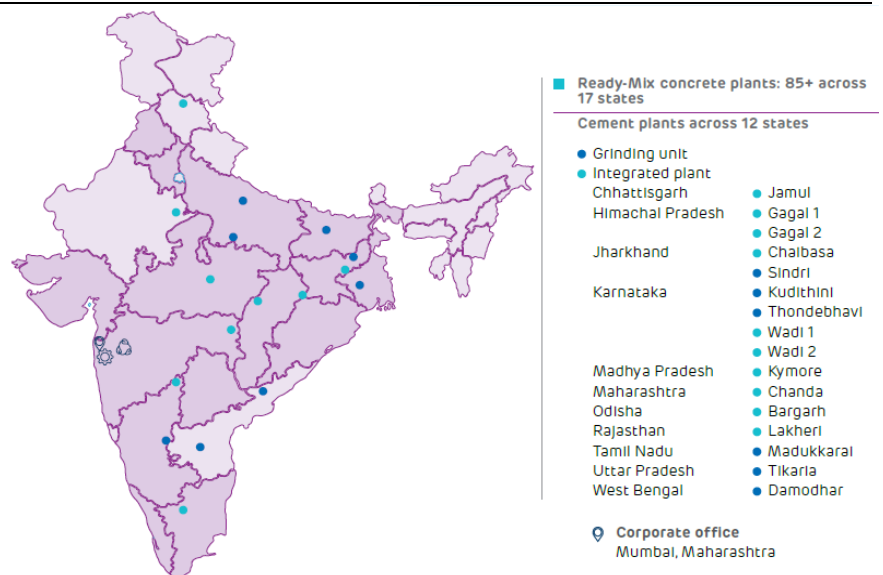 Ready-Mix concrete plants: 85+ across
17 states
Cement plants across 12 states
Grinding unit
Integrated plant
Chhattisgarh Jamul
Himachal Pradesh Gagal 1
Gagal 2
Jharkhand Chaibasa
Sindri
Karnataka Kudithini
Thondebhavi
Wadi 1
Wadi 2
Madhya Pradesh Kymore
Maharashtra Chanda
Odisha Bargarh
Rajasthan Lakheri
Tamil Nadu Madukkarai
Uttar Pradesh Tikaria
West Bengal Damodhar
Corporate office
Mumbai, Maharashtra